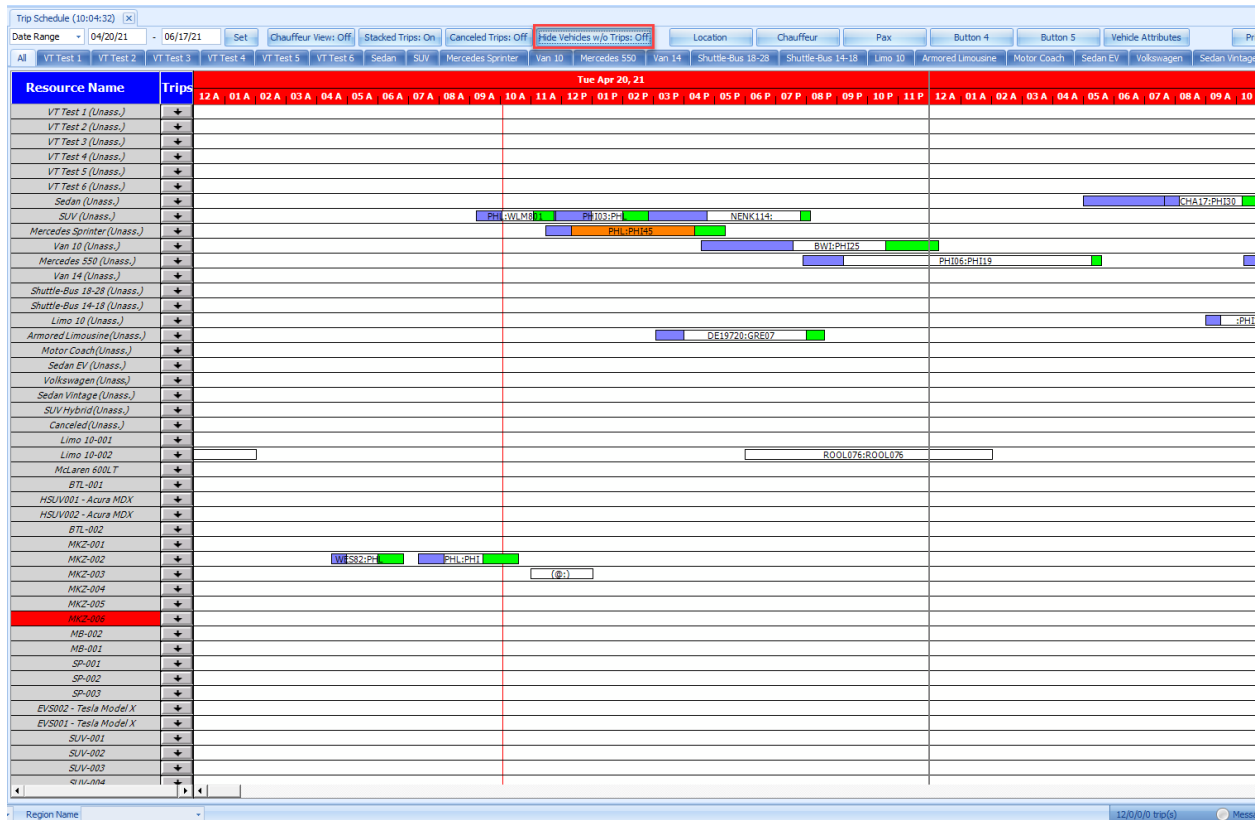 Trip Schedule (10:04:32)
Date Range 04/20/21 - 06/17/21 Set Chauffeur View: Off Stacked Trips: On Canceled Trips: Off Hide Vehicles w/o Trips: Off Location Chauffeur Pax Button 4 Button 5 Vehicle Attributes
All VT Test 1 VT Test 2 VT Test 3 VT Test 4 VT Test 5 VT Test 6 Sedan SUV Mercedes Sprinter Van 10 Mercedes 550 Van 14 Shuttle-Bus 18-28 Shuttle-Bus 14-18 Limo 10 Armored Limousine Motor Coach Sedan EV Volkswagen Sedan Vintage
Resource Name Trips Tue Apr 20, 21
12 A 01 A 02 A 03 A 04 A 05 A 06 A 07 A 08 A 09 A 10 A 11 A 12 P 01 P 02 P 03 P 04 P 05 P 06 P 07 P 08 P 09 P 10 P 11 P 12 A 01 A 02 A 03 A 04 A 05 A 06 A 07 A 08 A 09 A 10
VT Test 1 (Unass.)
VT Test 2 (Unass.)
VT Test 3 (Unass.)
VT Test 4 (Unass.)
VT Test 5 (Unass.)
VT Test 6 (Unass.)
Sedan (Unass.) CHA17:PHI30
SUV (Unass.) PHL:WLM801 PHI03:PHL NENK114:
Mercedes Sprinter (Unass.) PHL:PHI45
Van 10 (Unass.) BWI:PHI25
Mercedes 550 (Unass.) PHI06:PHI19
Van 14 (Unass.)
Shuttle-Bus 18-28 (Unass.)
Shuttle-Bus 14-18 (Unass.)
Limo 10 (Unass.) :PHI
Armored Limousine (Unass.) DE19720:GRE07
Motor Coach (Unass.)
Sedan EV (Unass.)
Volkswagen (Unass.)
Sedan Vintage (Unass.)
SUV Hybrid (Unass.)
Canceled (Unass.)
Limo 10-001
Limo 10-002 ROOL076:ROOL076
McLaren 600LT
BTL-001
HSUV001 - Acura MDX
HSUV002 - Acura MDX
BTL-002
MKZ-001
MKZ-002 WES82:PHL PHL:PHI
MKZ-003 (@:)
MKZ-004
MKZ-005
MKZ-006
MB-002
MB-001
SP-001
SP-002
SP-003
EVS002 - Tesla Model X
EVS001 - Tesla Model X
SUV-001
SUV-002
SUV-003
SUV-004
Region Name 12/0/0/0 trip(s)